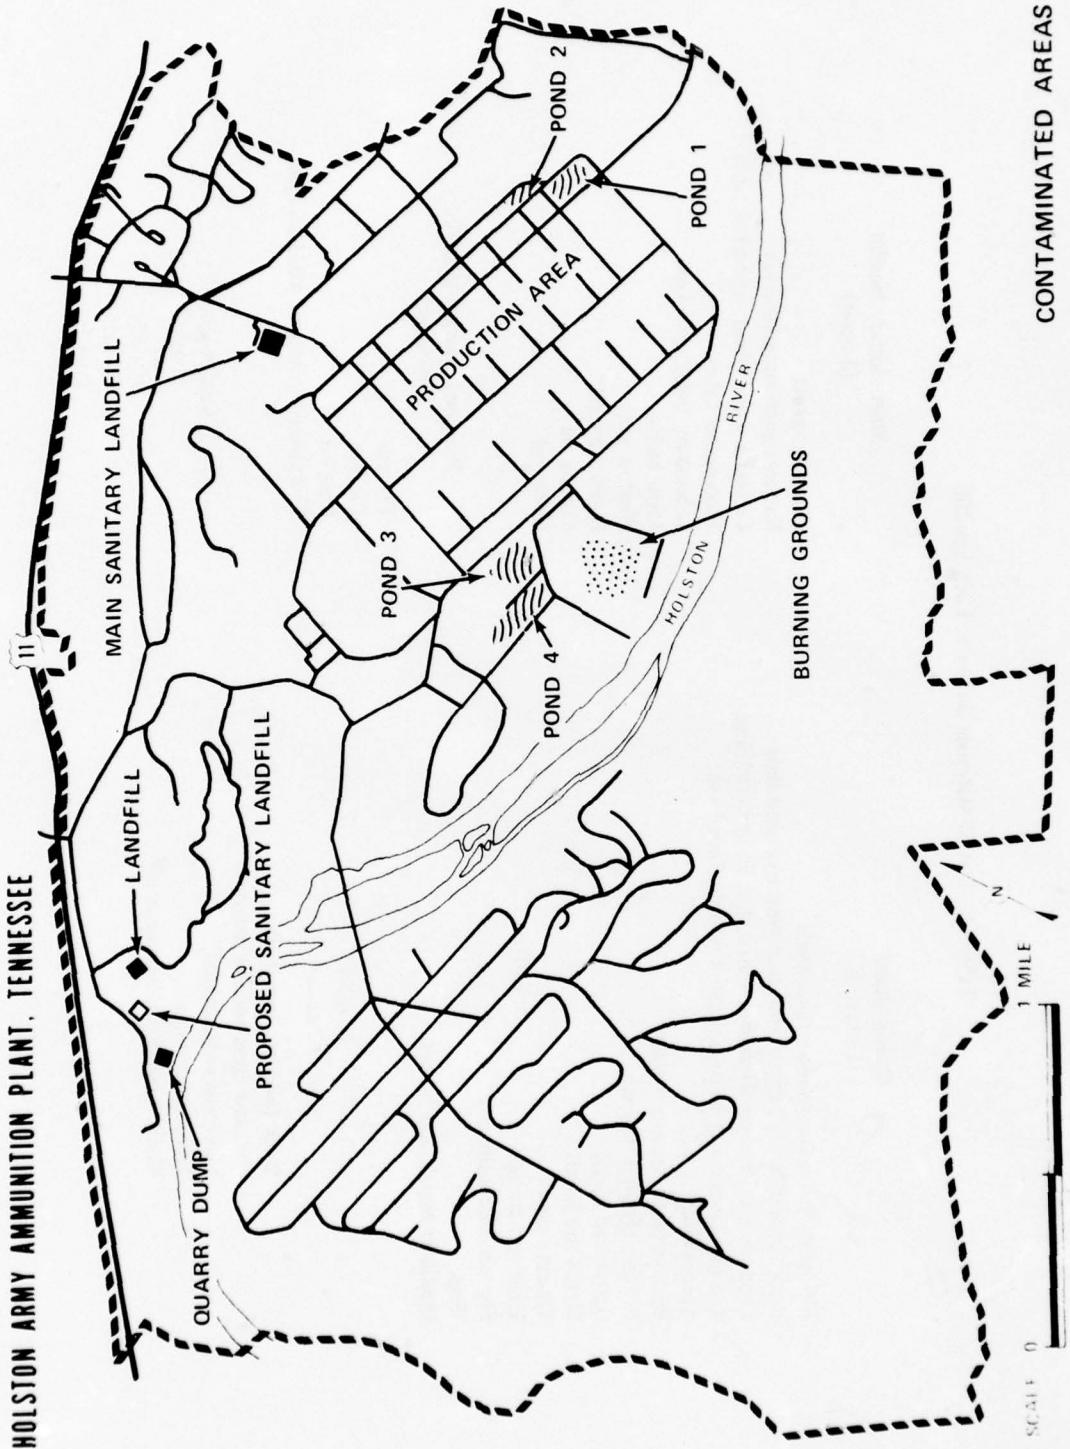 HOLSTON ARMY AMMUNITION PLANT, TENNESSEE
11
QUARRY DUMP
PROPOSED SANITARY LANDFILL
LANDFILL
MAIN SANITARY LANDFILL
POND 3
POND 4
PRODUCTION AREA
POND 2
POND 1
HOLSTON RIVER
BURNING GROUNDS
N
SCALE 0 1 MILE
CONTAMINATED AREAS